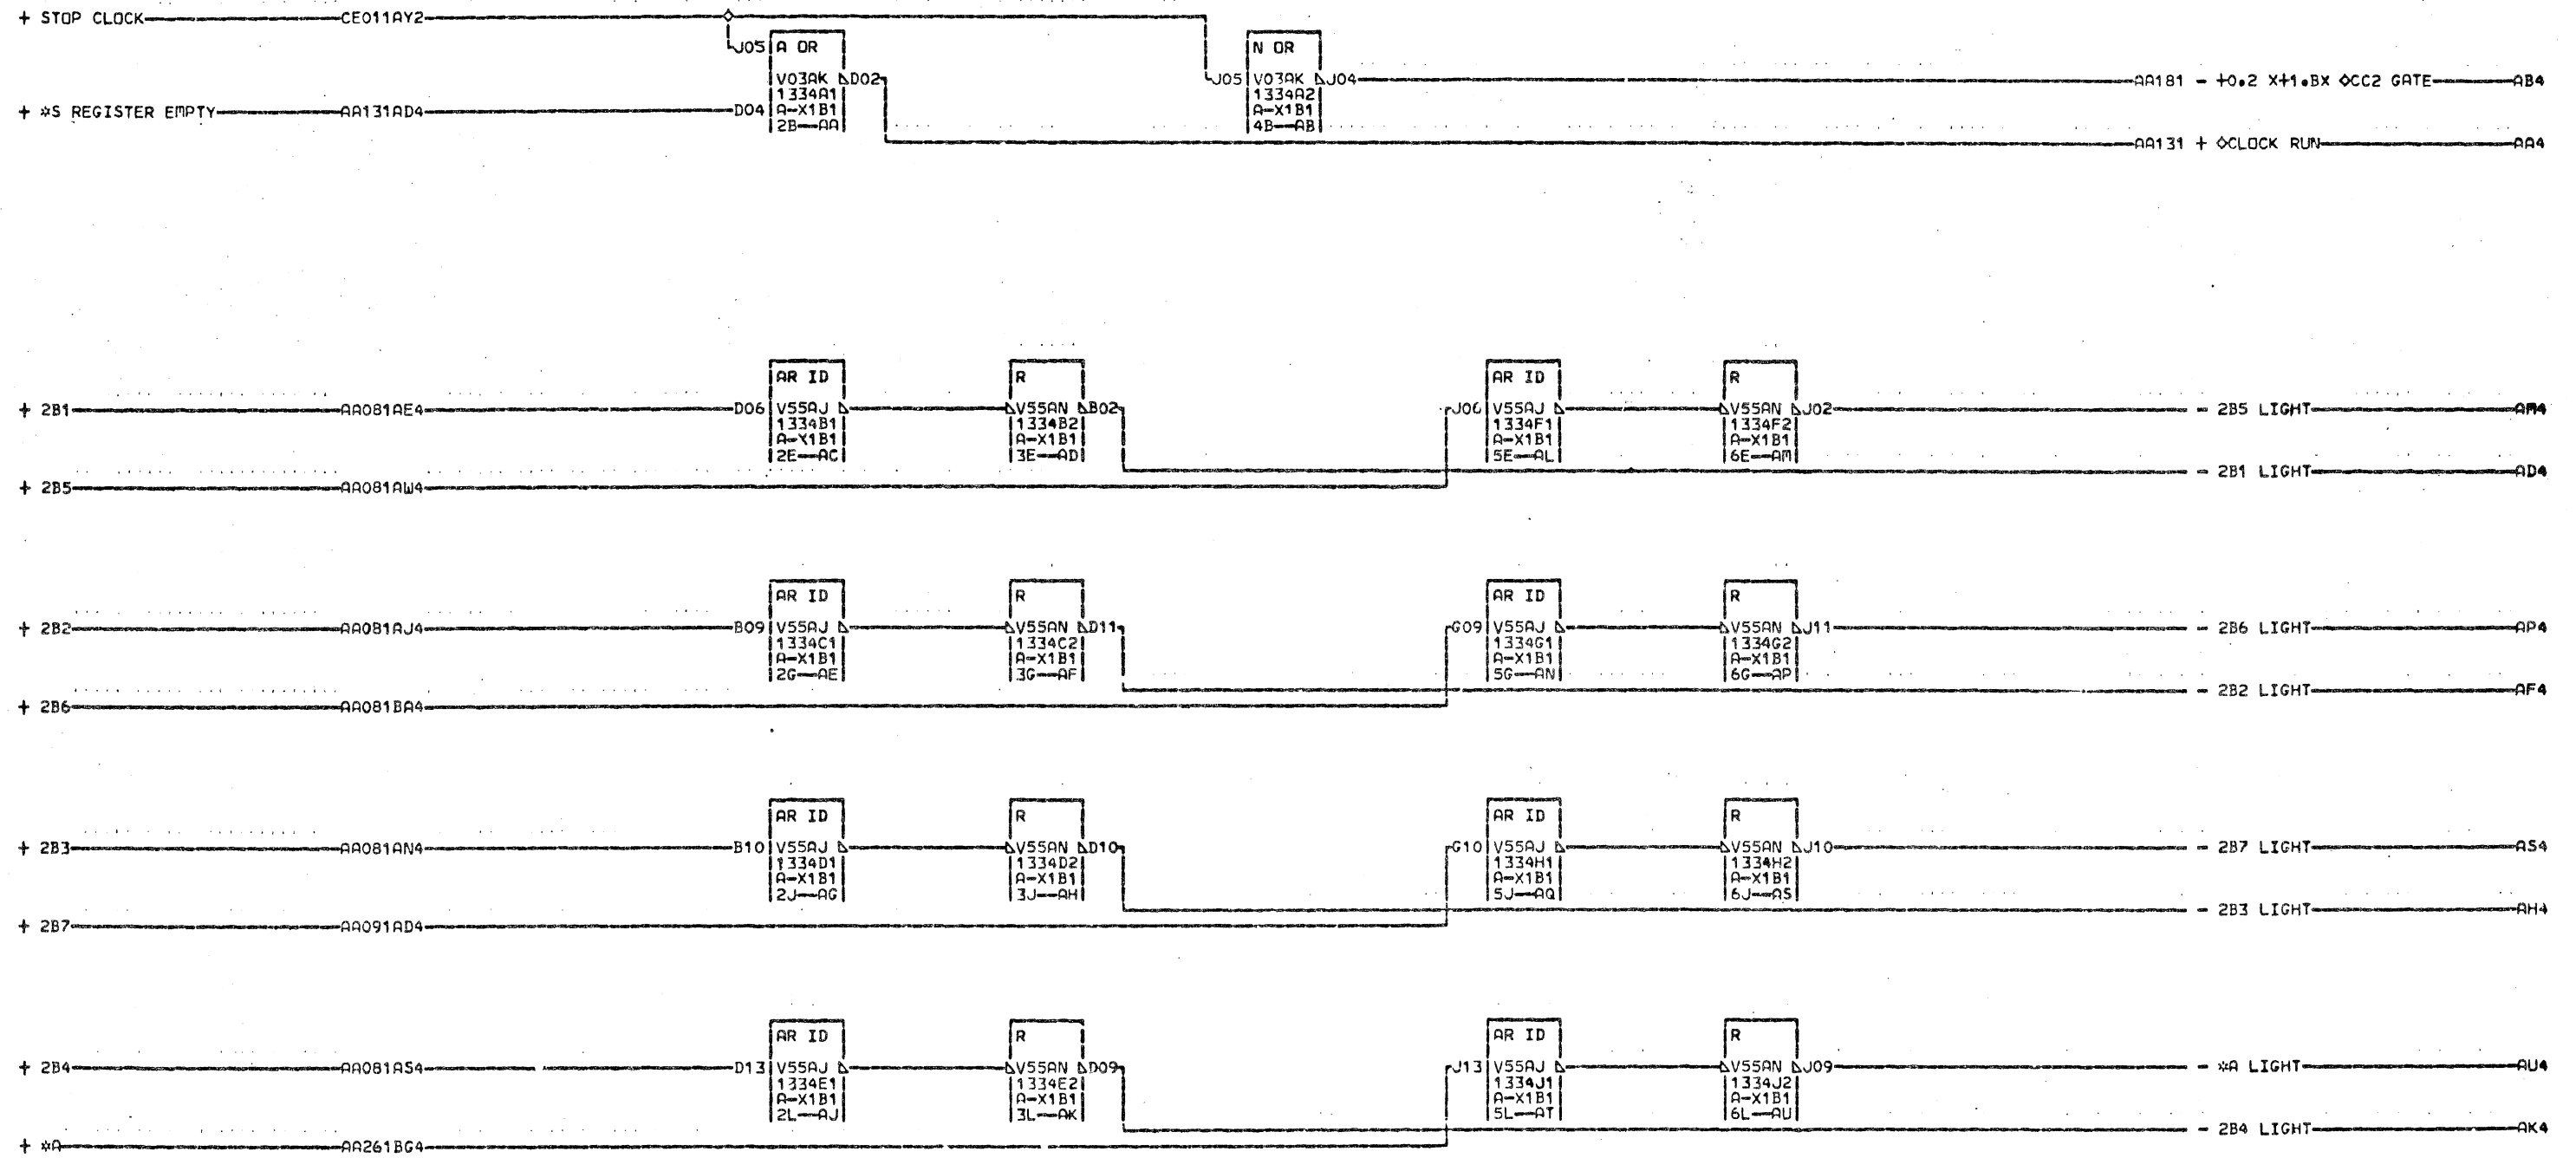 + STOP CLOCK CE011AY2
J05 A OR N OR
V03AK D02 J05 V03AK J04 AA181 - +0.2 X+1.BX ◇CC2 GATE AB4
1334A1 1334A2
+ *S REGISTER EMPTY AA131AD4 D04 A-X1B1 A-X1B1
2B--AA 4B--AB
AA131 + ◇CLOCK RUN AA4
AR ID R AR ID R
+ 2B1 AA081AE4 D06 V55AJ V55AN B02 J06 V55AJ V55AN J02 - 2B5 LIGHT AM4
1334B1 1334B2 1334F1 1334F2
A-X1B1 A-X1B1 A-X1B1 A-X1B1
2E--AC 3E--AD 5E--AL 6E--AM
- 2B1 LIGHT AD4
+ 2B5 AA081AW4
AR ID R AR ID R
+ 2B2 AA081AJ4 B09 V55AJ V55AN D11 G09 V55AJ V55AN J11 - 2B6 LIGHT AP4
1334C1 1334C2 1334G1 1334G2
A-X1B1 A-X1B1 A-X1B1 A-X1B1
2G--AE 3G--AF 5G--AN 6G--AP
- 2B2 LIGHT AF4
+ 2B6 AA081BA4
AR ID R AR ID R
+ 2B3 AA081AN4 B10 V55AJ V55AN D10 G10 V55AJ V55AN J10 - 2B7 LIGHT AS4
1334D1 1334D2 1334H1 1334H2
A-X1B1 A-X1B1 A-X1B1 A-X1B1
2J--AG 3J--AH 5J--AQ 6J--AS
- 2B3 LIGHT AH4
+ 2B7 AA091AD4
AR ID R AR ID R
+ 2B4 AA081AS4 D13 V55AJ V55AN D09 J13 V55AJ V55AN J09 - *A LIGHT AU4
1334E1 1334E2 1334J1 1334J2
A-X1B1 A-X1B1 A-X1B1 A-X1B1
2L--AJ 3L--AK 5L--AT 6L--AU
- 2B4 LIGHT AK4
+ *A AA261BG4